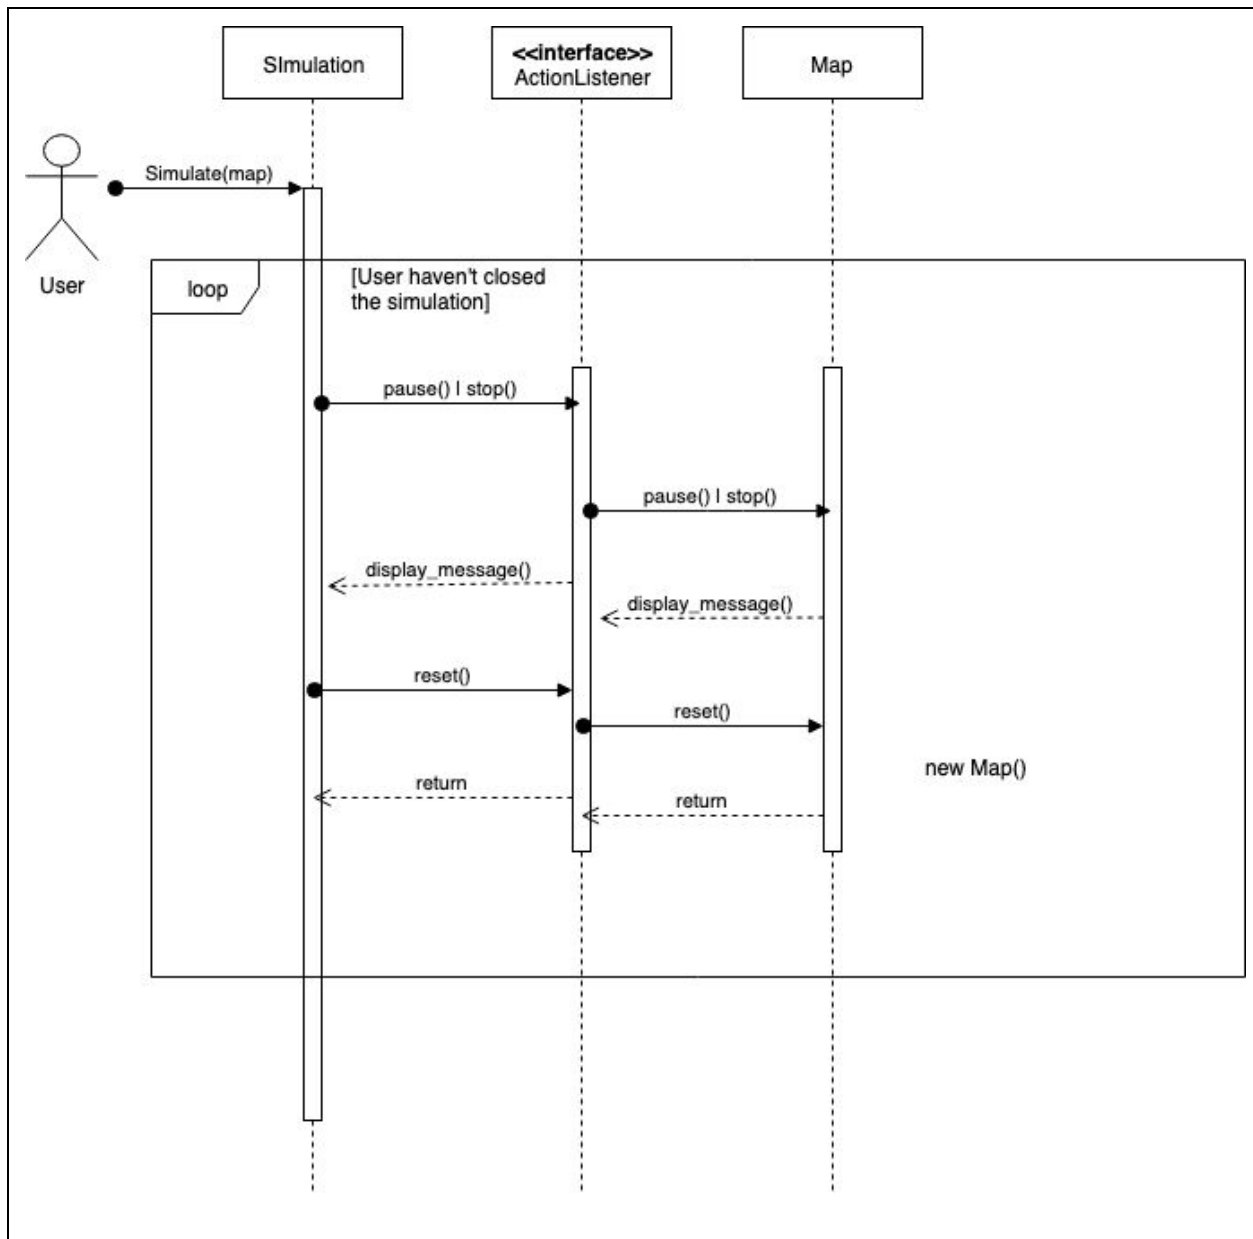 SImulation
<<interface>>
ActionListener
Map
Simulate(map)
User
loop
[User haven't closed
the simulation]
pause() | stop()
pause() | stop()
display_message()
display_message()
reset()
reset()
new Map()
return
return